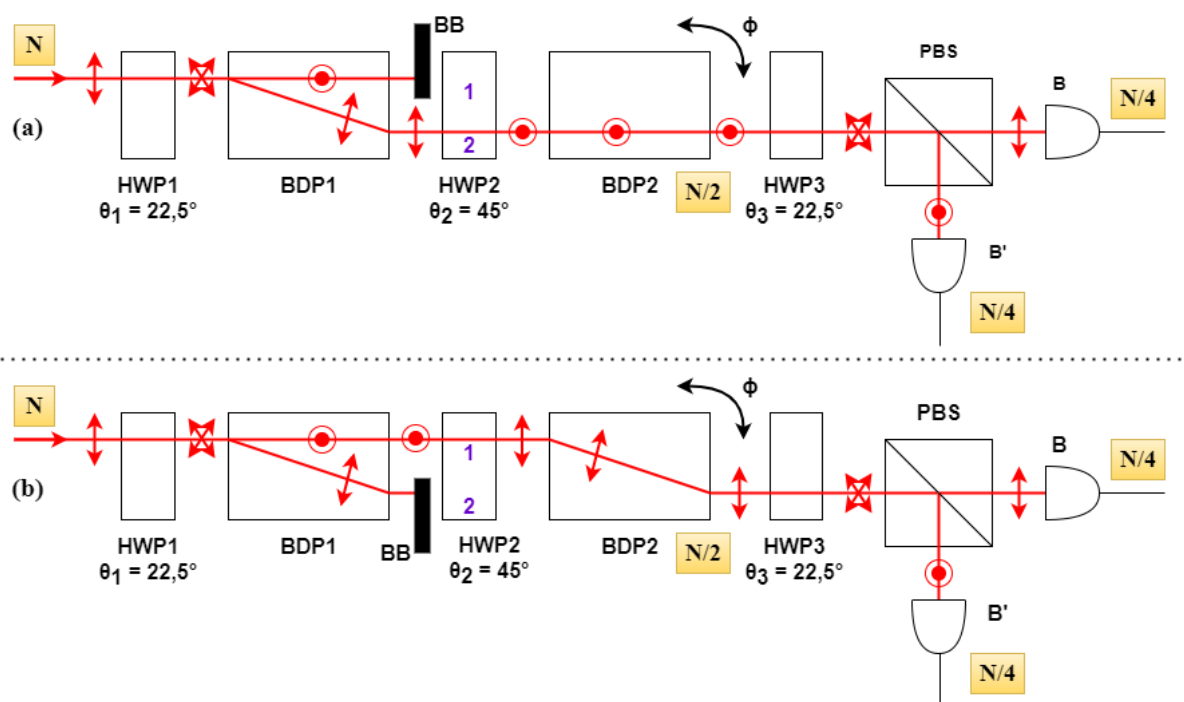 N
BB
ϕ
PBS
B
N/4
(a)
1
2
HWP1
θ1 = 22,5°
BDP1
HWP2
θ2 = 45°
BDP2
N/2
HWP3
θ3 = 22,5°
B'
N/4
N
ϕ
PBS
B
N/4
(b)
1
2
HWP1
θ1 = 22,5°
BDP1
BB
HWP2
θ2 = 45°
BDP2
N/2
HWP3
θ3 = 22,5°
B'
N/4